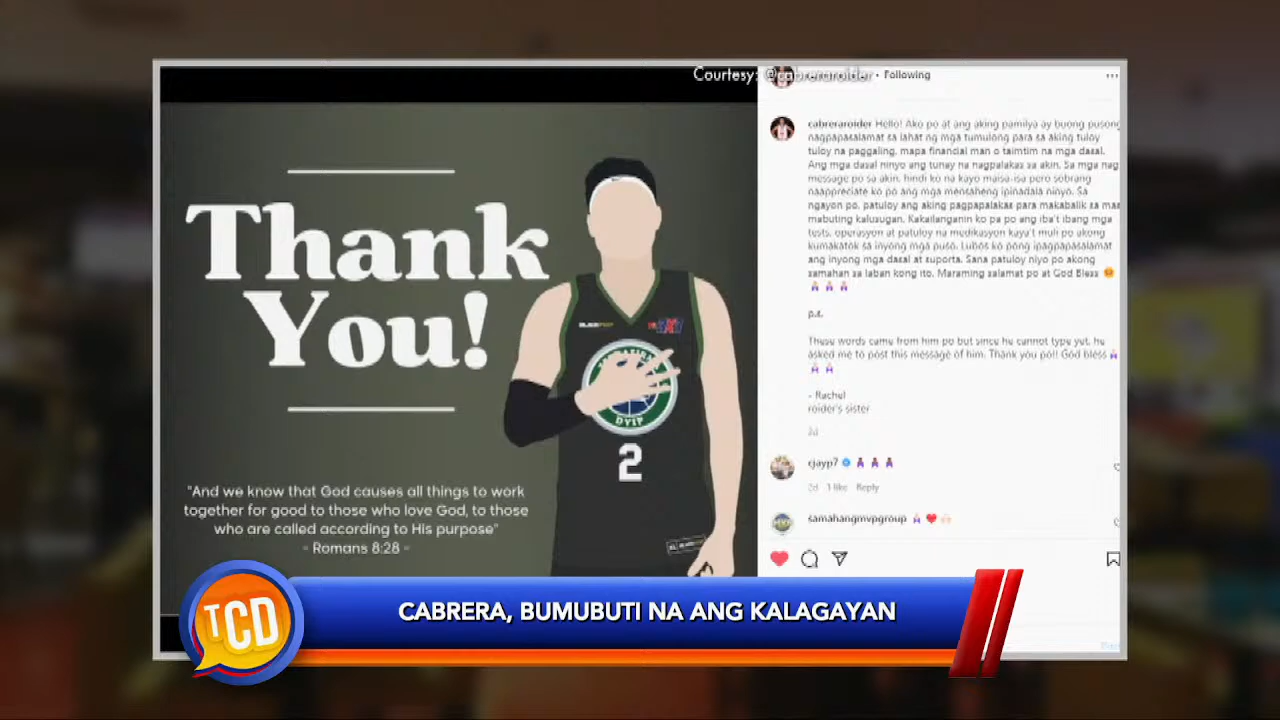 Courtesy: @cabreraroider
• Following
Thank
You!
"And we know that God causes all things to work
together for good to those who love God, to those
who are called according to His purpose"
- Romans 8:28 -
DYIP
2
cabreraroider Hello! Ako po at ang aking pamilya ay buong pusong
nagpapasalamat sa lahat ng mga tumulong para sa aking tuloy
tuloy na paggaling, mapa financial man o taimtim na mga dasal.
Ang mga dasal ninyo ang tunay na nagpalakas sa akin. Sa mga nag
message po sa akin, hindi ko na kayo maisa-isa pero sobrang
naappreciate ko po ang mga mensaheng ipinadala ninyo. Sa
ngayon po, patuloy ang aking pagpapalakas para makabalik sa mas
mabuting kalusugan. Kakailanganin ko pa po ang iba't ibang mga
tests, operasyon at patuloy na medikasyon kaya't muli po akong
kumakatok sa inyong mga puso. Lubos ko pong ipagpapasalamat
ang inyong mga dasal at suporta. Sana patuloy niyo po akong
samahan sa laban kong ito. Maraming salamat po at God Bless
p.s.
These words came from him po but since he cannot type yet, he
asked me to post this message of him. Thank you po!! God bless
- Rachel
roider's sister
2d
cjayp7
2d 1 like Reply
samahangmvpgroup
TCD
CABRERA, BUMUBUTI NA ANG KALAGAYAN